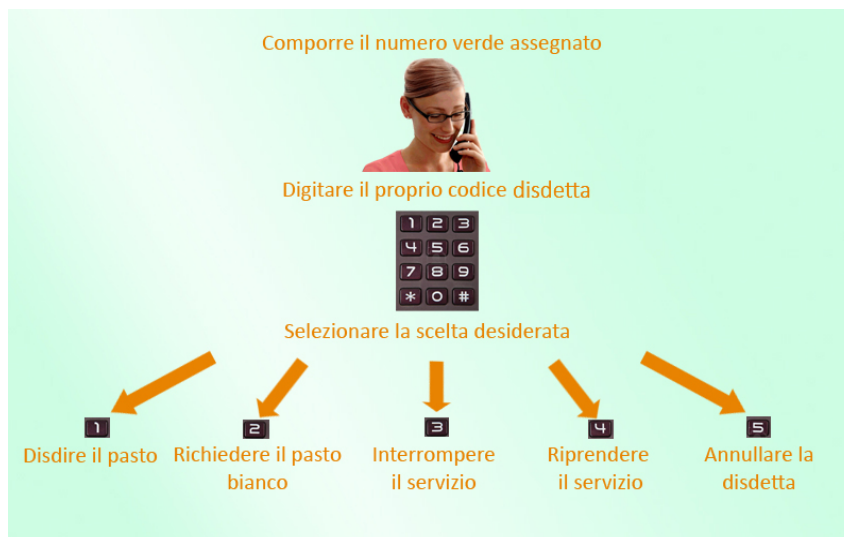 Comporre il numero verde assegnato
Digitare il proprio codice disdetta
1 2 3
4 5 6
7 8 9
* 0 #
Selezionare la scelta desiderata
1
Disdire il pasto
2
Richiedere il pasto
bianco
3
Interrompere
il servizio
4
Riprendere
il servizio
5
Annullare la
disdetta